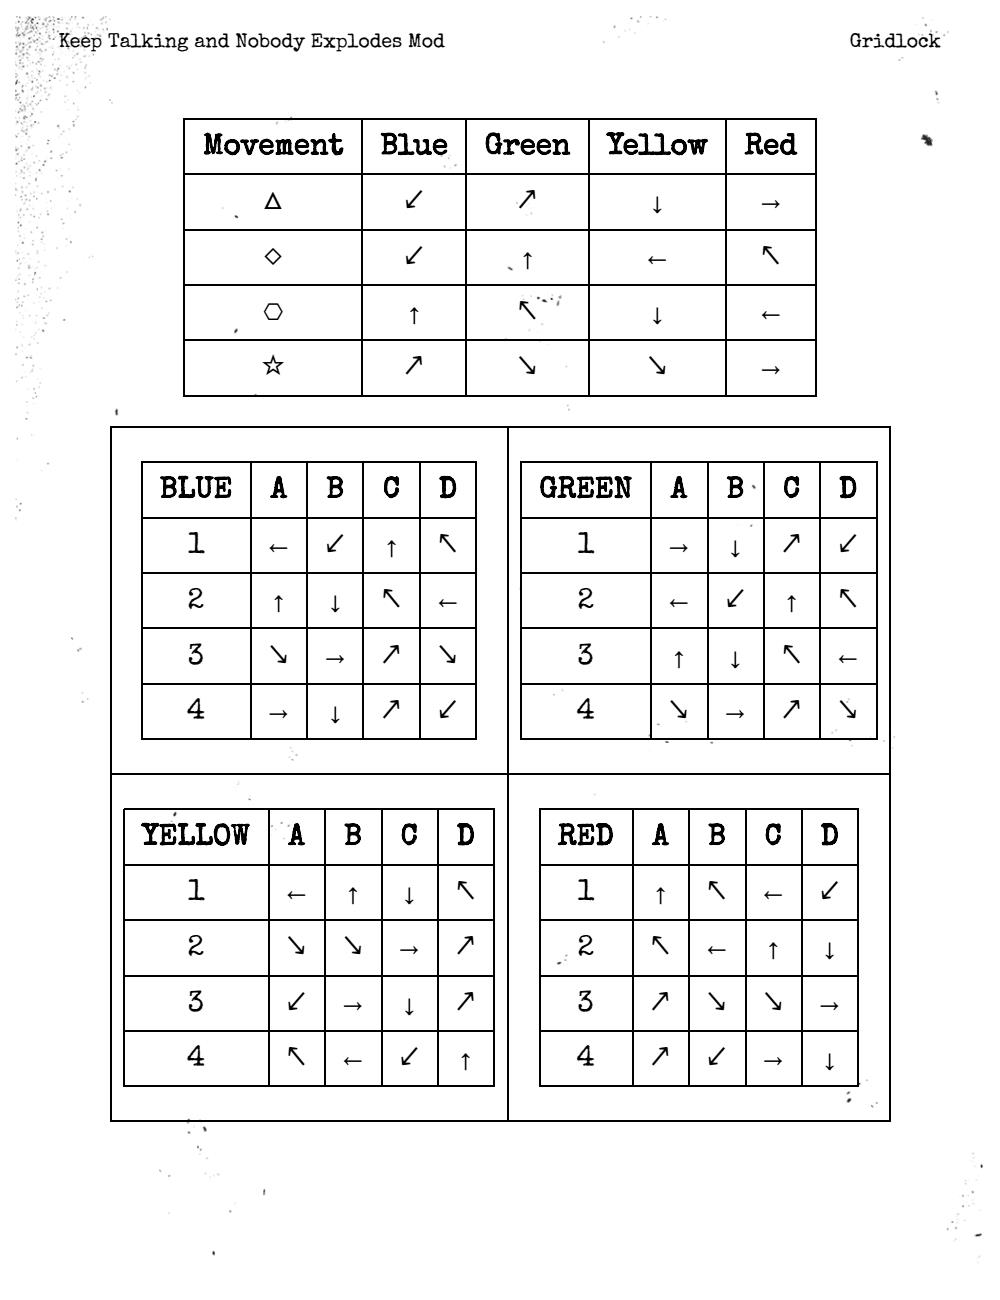 Keep Talking and Nobody Explodes Mod Gridlock
Movement Blue Green Yellow Red
△ ↙ ↗ ↓ →
◇ ↙ ↑ ← ↖
⬡ ↑ ↖ ↓ ←
☆ ↗ ↘ ↘ →
BLUE A B C D
1 ← ↙ ↑ ↖
2 ↑ ↓ ↖ ←
3 ↘ → ↗ ↘
4 → ↓ ↗ ↙
GREEN A B C D
1 → ↓ ↗ ↙
2 ← ↙ ↑ ↖
3 ↑ ↓ ↖ ←
4 ↘ → ↗ ↘
YELLOW A B C D
1 ← ↑ ↓ ↖
2 ↘ ↘ → ↗
3 ↙ → ↓ ↗
4 ↖ ← ↙ ↑
RED A B C D
1 ↑ ↖ ← ↙
2 ↖ ← ↑ ↓
3 ↗ ↘ ↘ →
4 ↗ ↙ → ↓